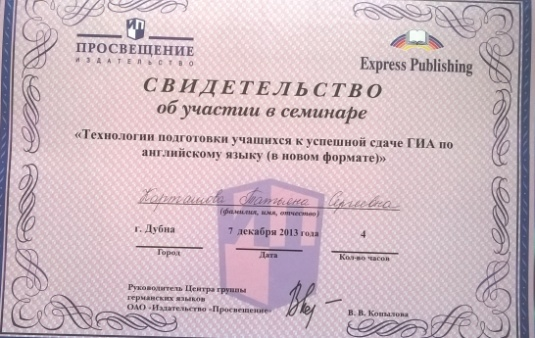 ПРОСВЕЩЕНИЕ
ИЗДАТЕЛЬСТВО
Express Publishing
СВИДЕТЕЛЬСТВО
об участии в семинаре
«Технологии подготовки учащихся к успешной сдаче ГИА по
английскому языку (в новом формате)»
Карташова Татьяна Сергеевна
(фамилия, имя, отчество)
г. Дубна 7 декабря 2013 года 4
Город Дата Кол-во часов
Руководитель Центра группы
германских языков
ОАО «Издательство «Просвещение» В. В. Копылова